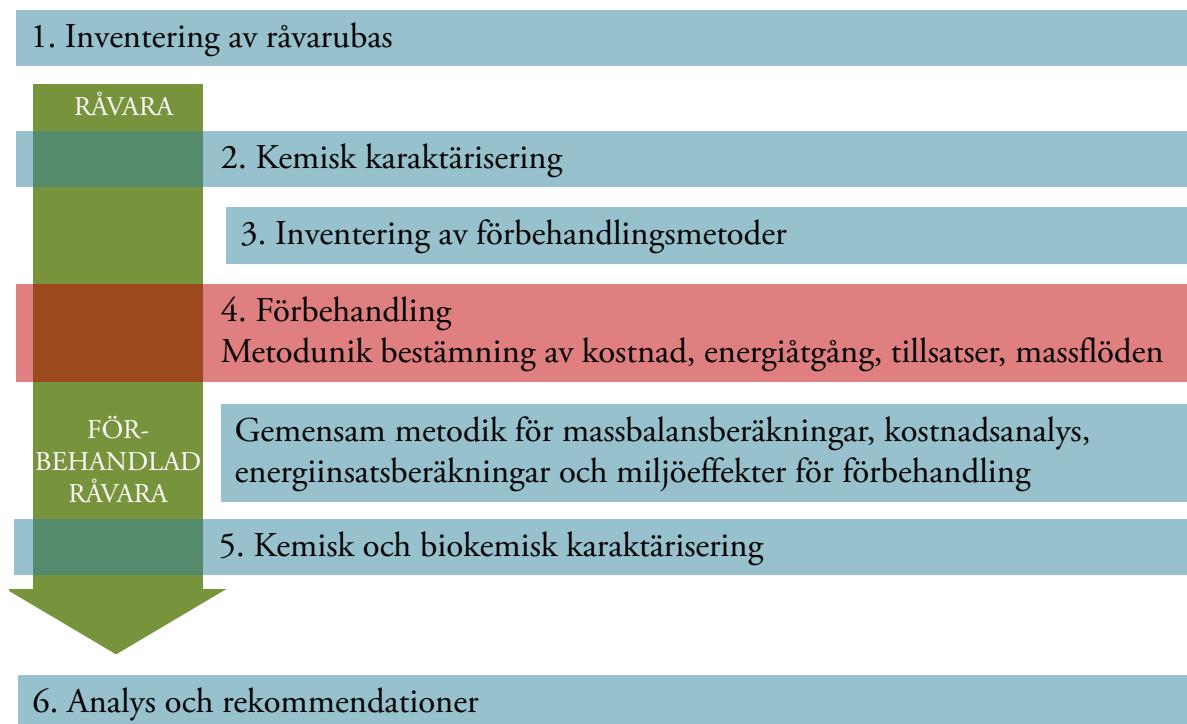 1. Inventering av råvarubas
RÅVARA
2. Kemisk karaktärisering
3. Inventering av förbehandlingsmetoder
4. Förbehandling
Metodunik bestämning av kostnad, energiåtgång, tillsatser, massflöden
FÖR-
BEHANDLAD
RÅVARA
Gemensam metodik för massbalansberäkningar, kostnadsanalys,
energiinsatsberäkningar och miljöeffekter för förbehandling
5. Kemisk och biokemisk karaktärisering
6. Analys och rekommendationer